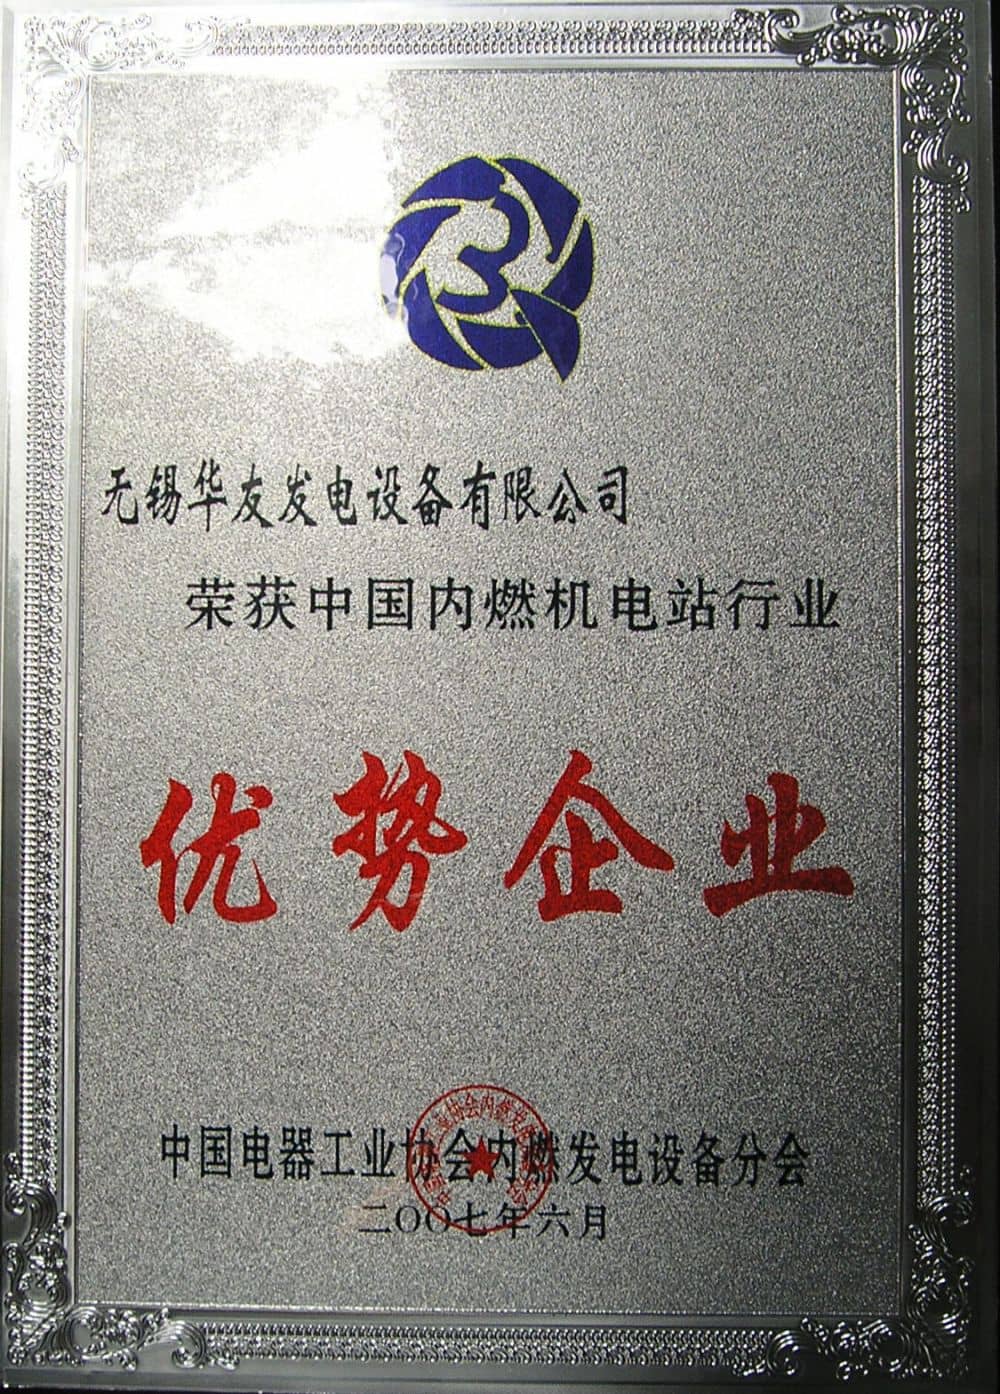 无锡华友发电设备有限公司
荣获中国内燃机电站行业
优势企业
中国电器工业协会内燃发电设备分会
二〇〇七年六月